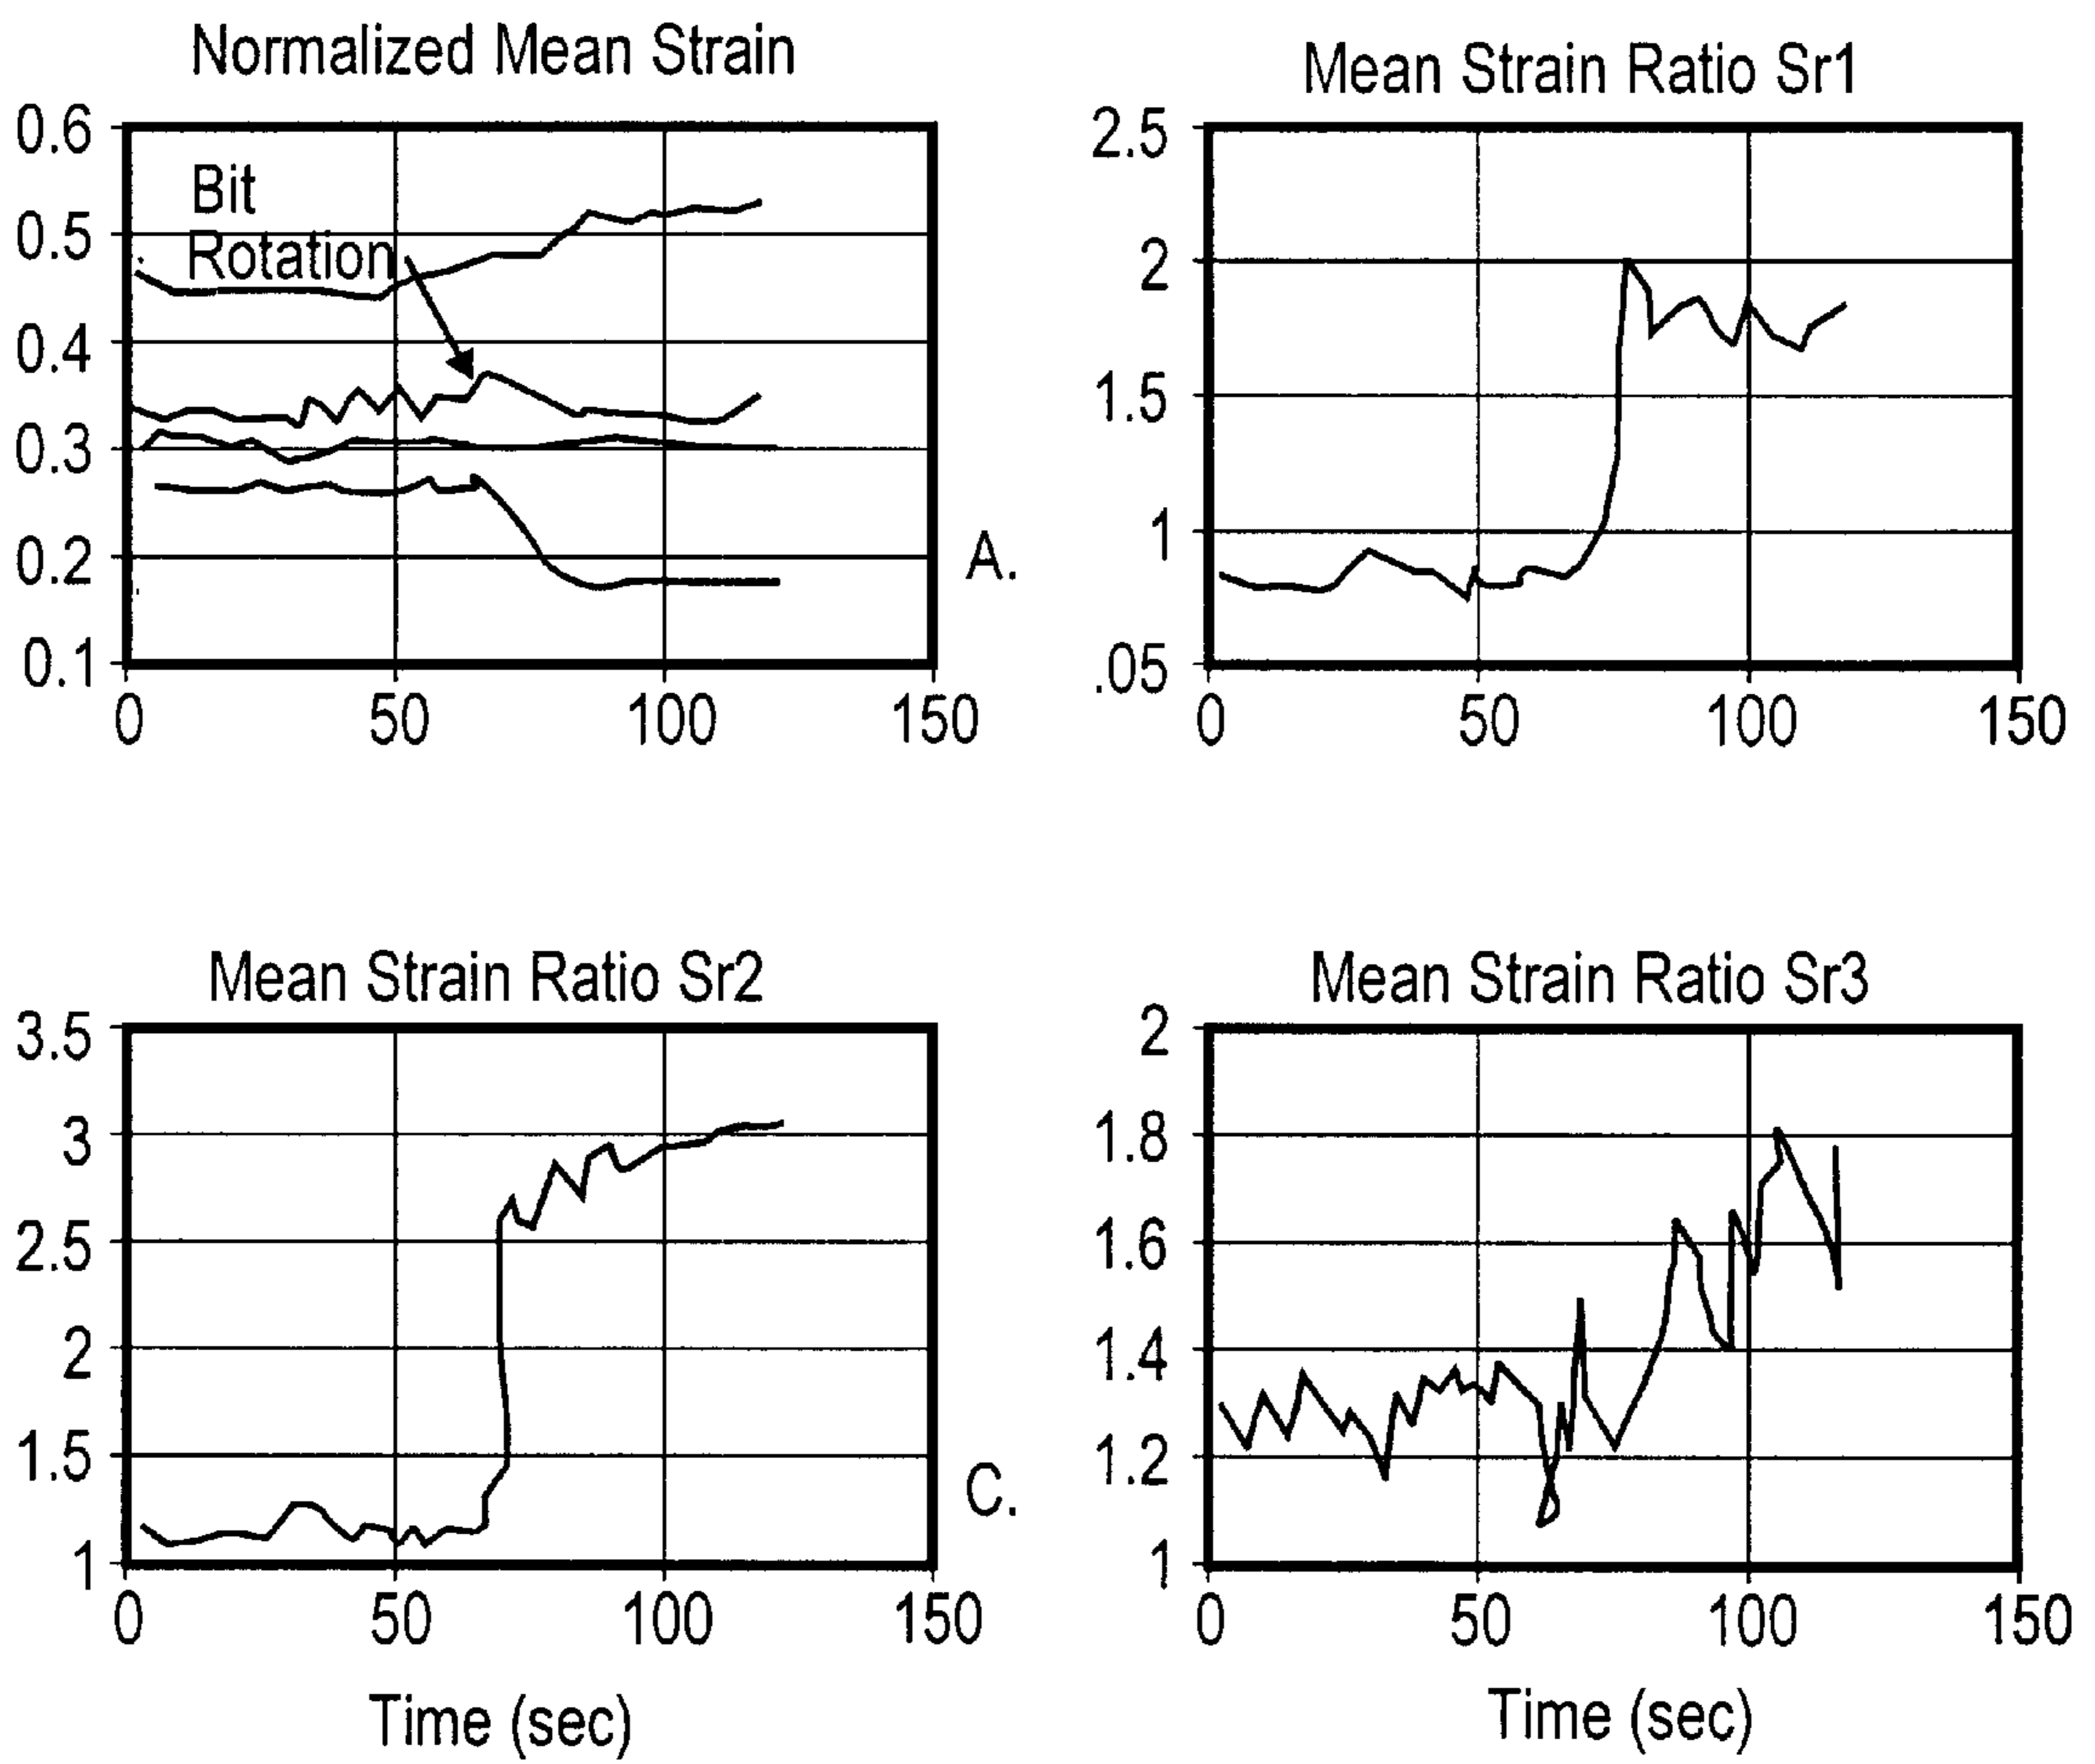 Normalized Mean Strain
0.6
0.5
0.4
0.3
0.2
0.1
Bit
Rotation
0 50 100 150
A.
Mean Strain Ratio Sr1
2.5
2
1.5
1
.05
0 50 100 150
Mean Strain Ratio Sr2
3.5
3
2.5
2
1.5
1
0 50 100 150
Time (sec)
C.
Mean Strain Ratio Sr3
2
1.8
1.6
1.4
1.2
1
0 50 100 150
Time (sec)